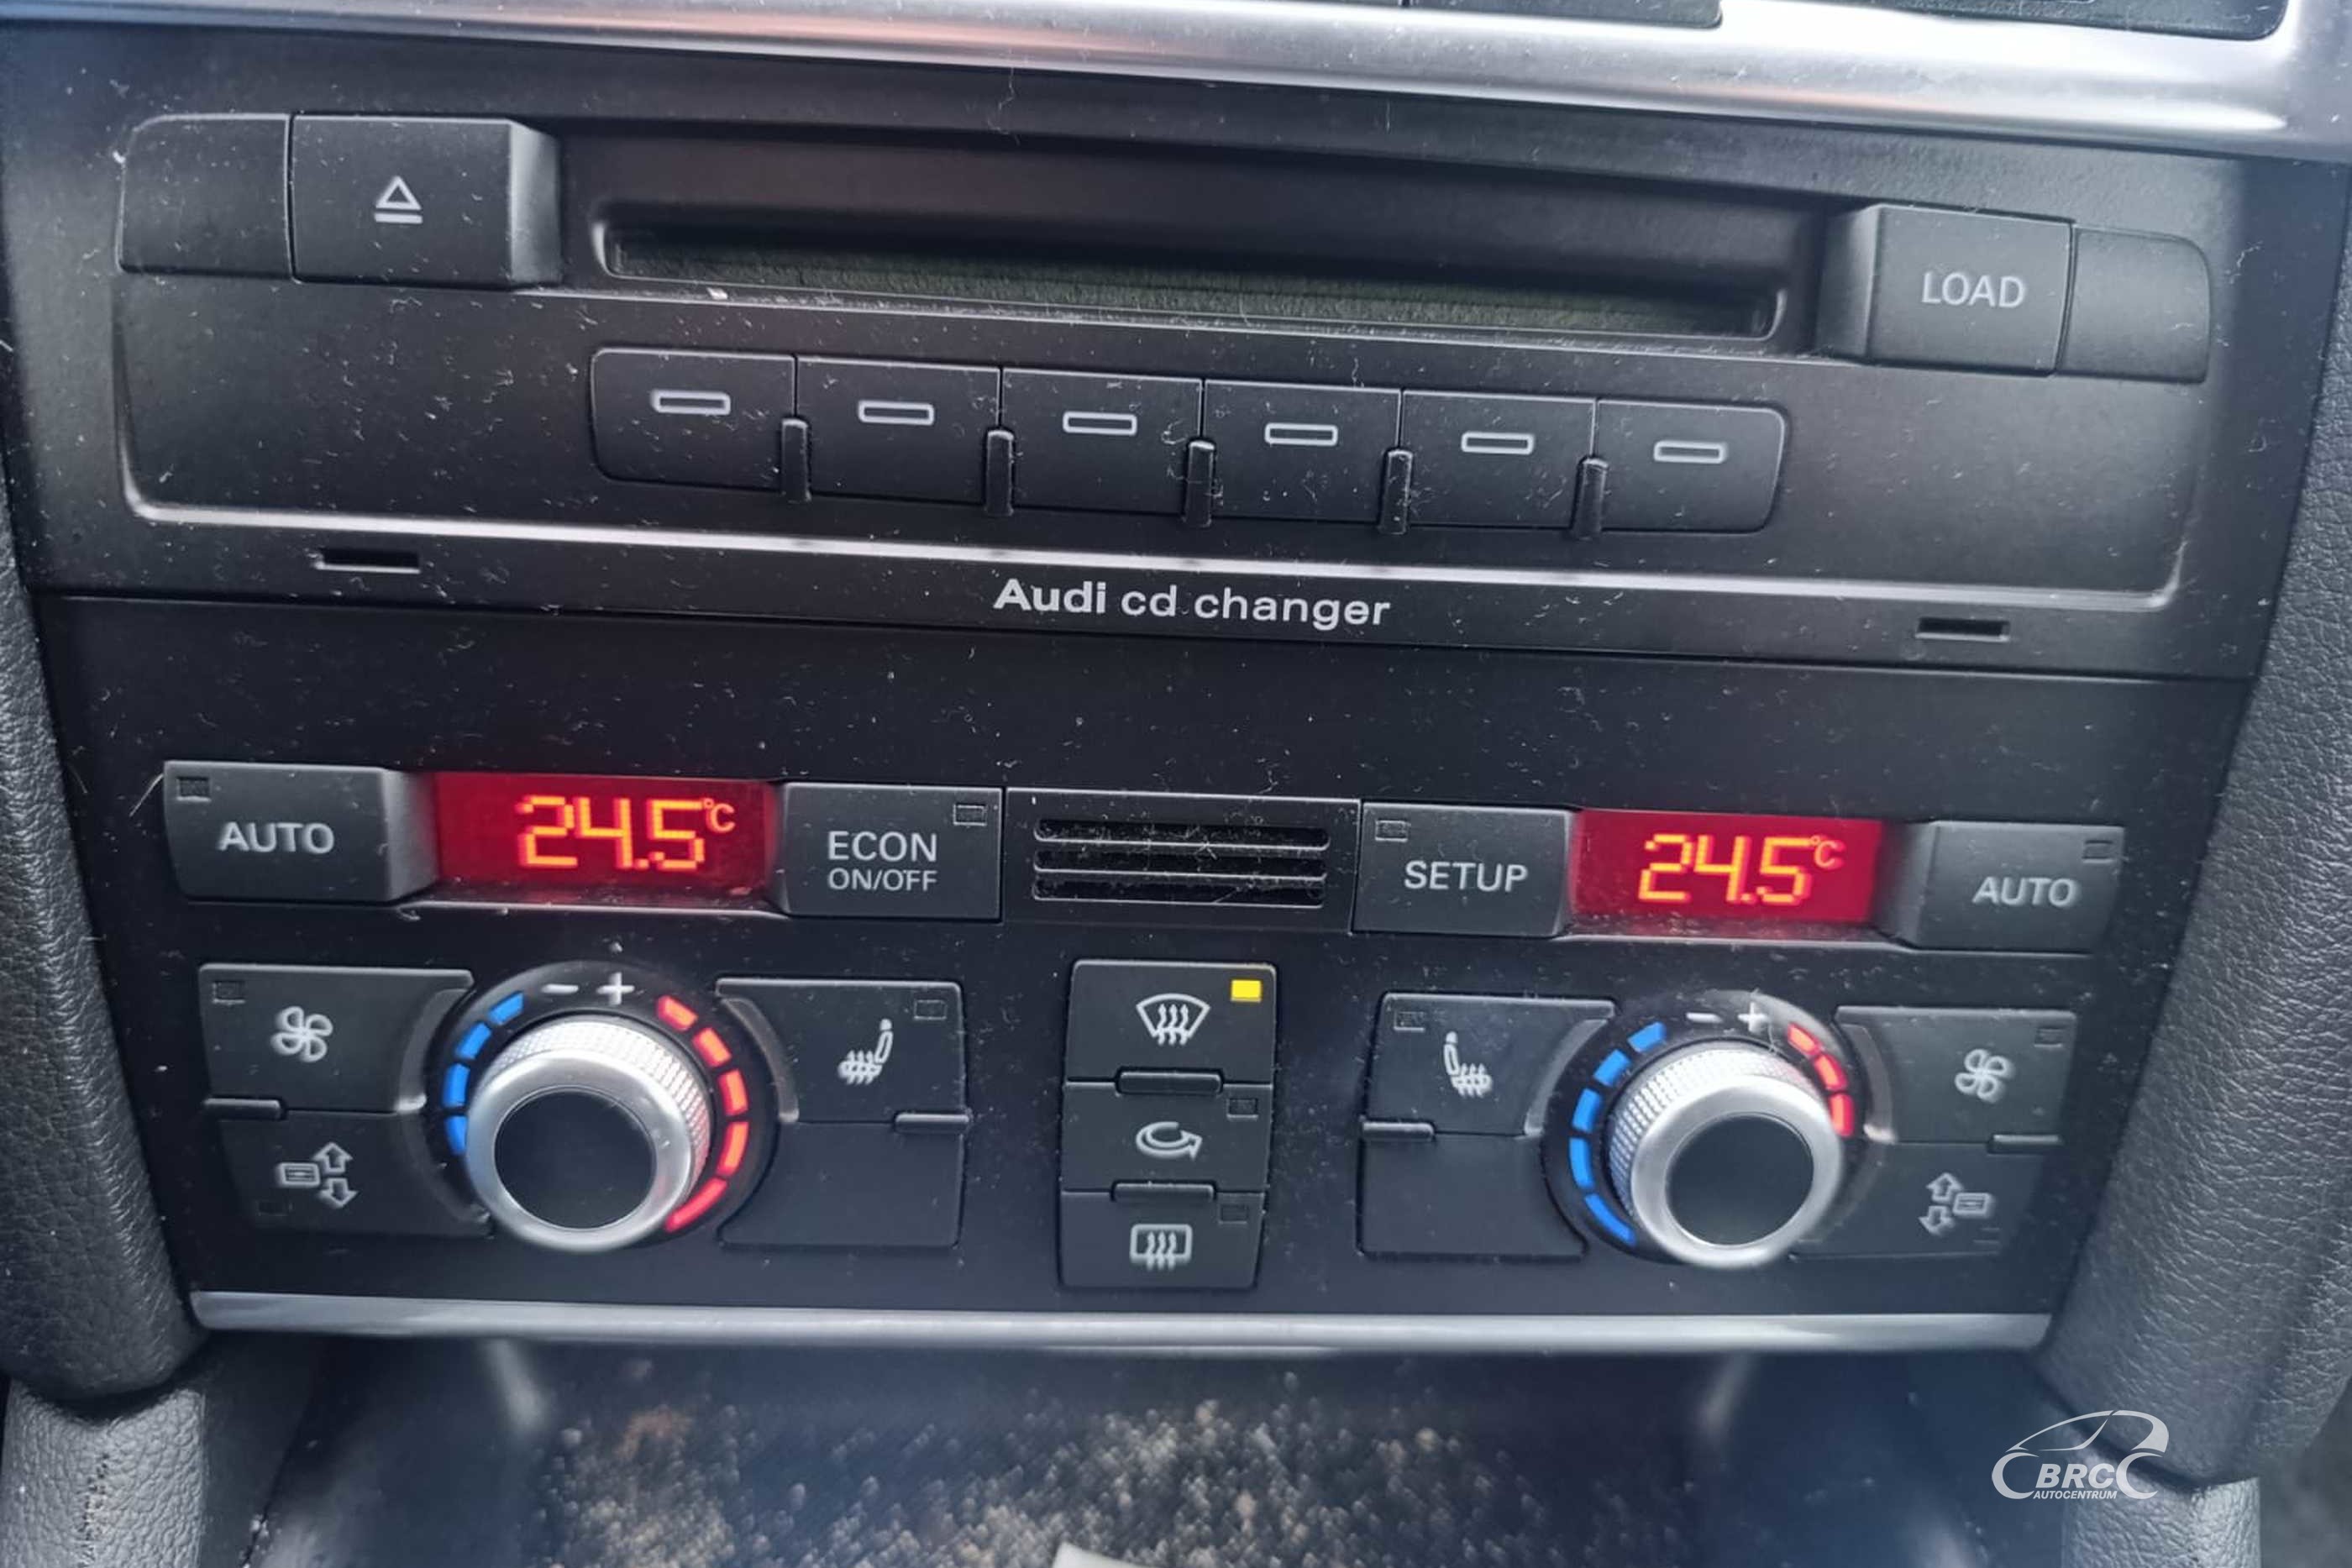 LOAD
Audi cd changer
AUTO
24.5°C
ECON
ON/OFF
SETUP
24.5°C
AUTO
- +
- +
BRC
AUTOCENTRUM